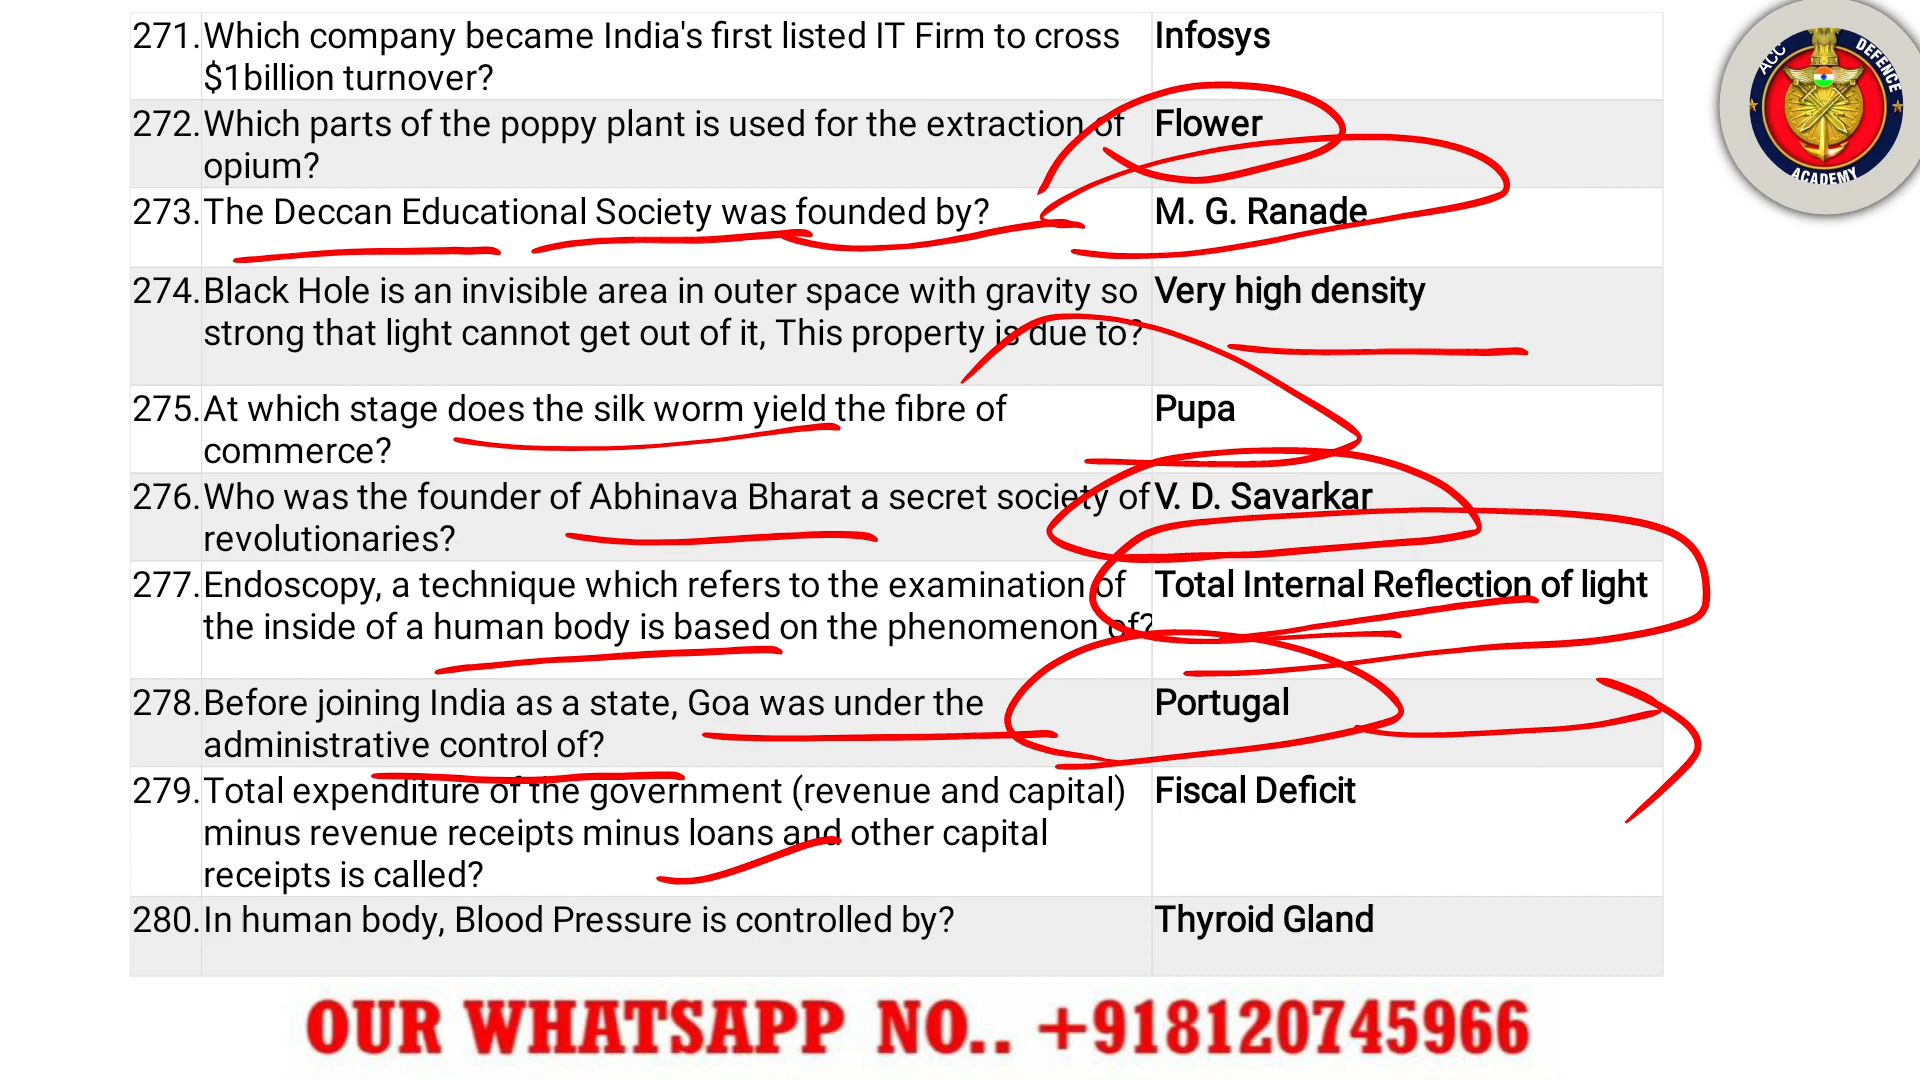 271. Which company became India's first listed IT Firm to cross Infosys
$1billion turnover?
272. Which parts of the poppy plant is used for the extraction of Flower
opium?
273. The Deccan Educational Society was founded by? M. G. Ranade
274. Black Hole is an invisible area in outer space with gravity so Very high density
strong that light cannot get out of it, This property is due to?
275. At which stage does the silk worm yield the fibre of Pupa
commerce?
276. Who was the founder of Abhinava Bharat a secret society of V. D. Savarkar
revolutionaries?
277. Endoscopy, a technique which refers to the examination of Total Internal Reflection of light
the inside of a human body is based on the phenomenon of?
278. Before joining India as a state, Goa was under the Portugal
administrative control of?
279. Total expenditure of the government (revenue and capital) Fiscal Deficit
minus revenue receipts minus loans and other capital
receipts is called?
280. In human body, Blood Pressure is controlled by? Thyroid Gland
ACC DEFENCE
ACADEMY
OUR WHATSAPP NO.. +918120745966